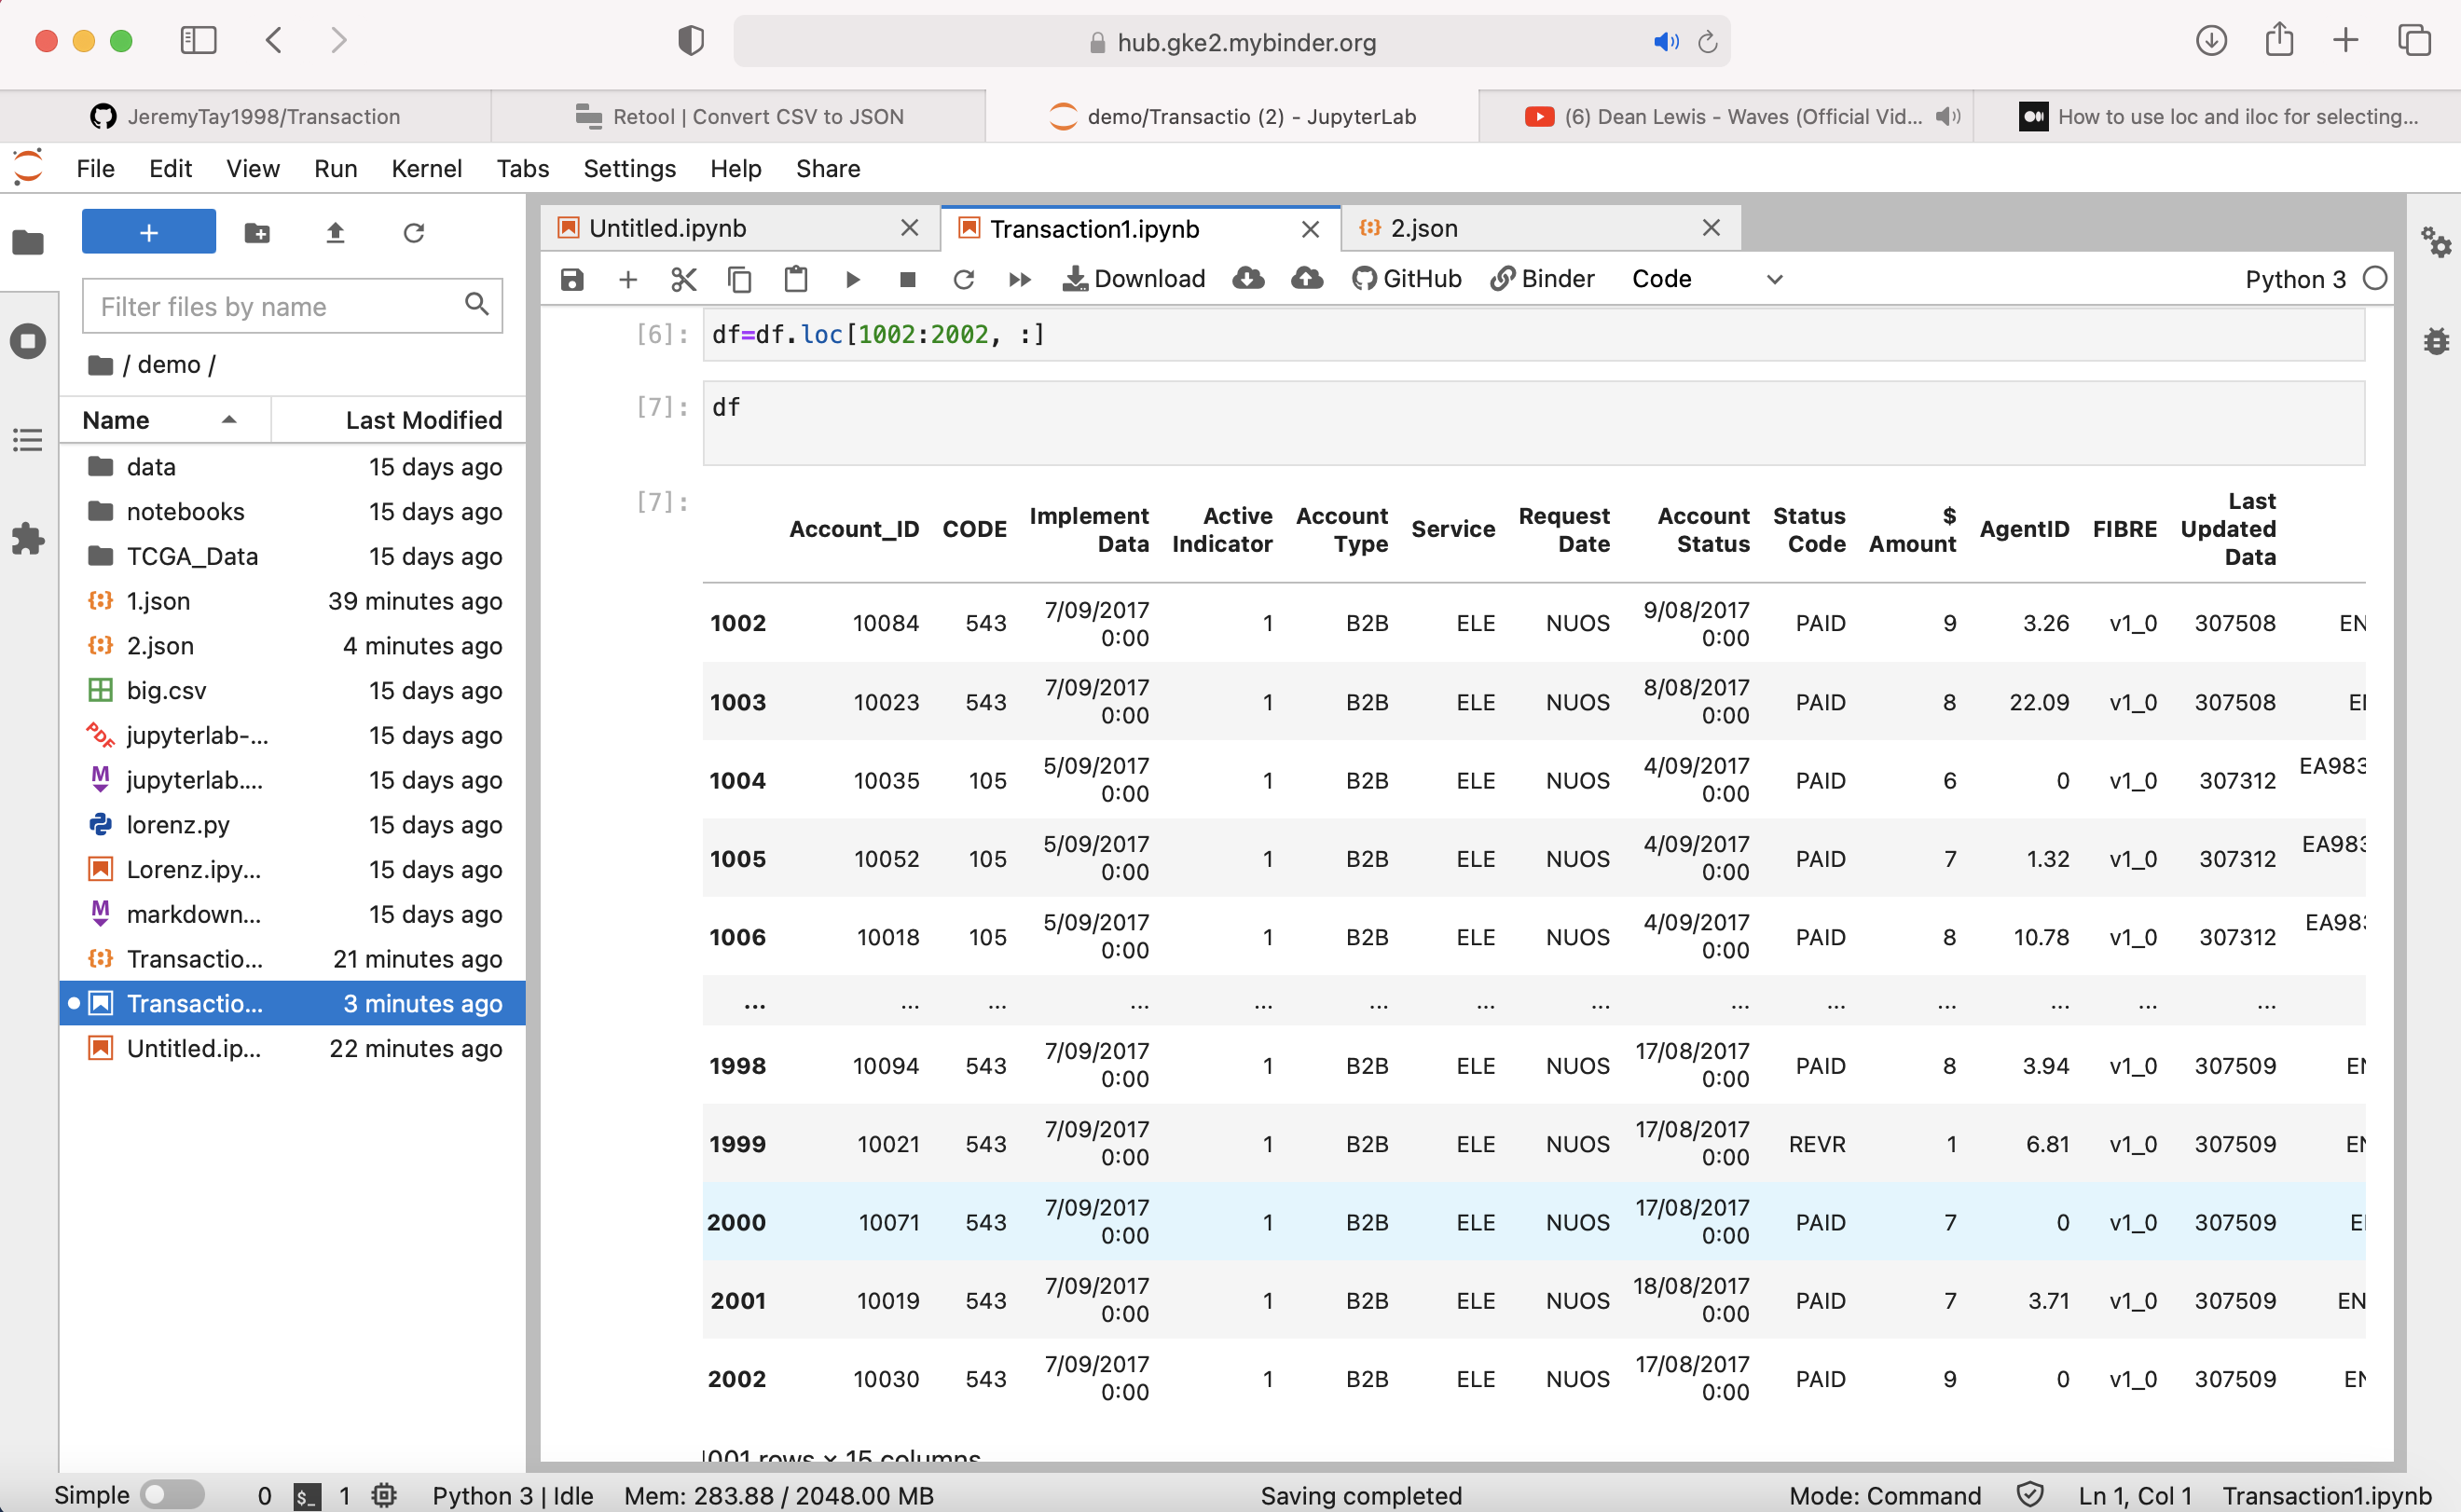 hub.gke2.mybinder.org
JeremyTay1998/Transaction
Retool | Convert CSV to JSON
demo/Transactio (2) - JupyterLab
(6) Dean Lewis - Waves (Official Vid...
How to use loc and iloc for selecting...
File Edit View Run Kernel Tabs Settings Help Share
Filter files by name
/ demo /
Name Last Modified
data 15 days ago
notebooks 15 days ago
TCGA_Data 15 days ago
1.json 39 minutes ago
2.json 4 minutes ago
big.csv 15 days ago
PDF jupyterlab-... 15 days ago
M jupyterlab.... 15 days ago
lorenz.py 15 days ago
Lorenz.ipy... 15 days ago
M markdown... 15 days ago
Transactio... 21 minutes ago
Transactio... 3 minutes ago
Untitled.ip... 22 minutes ago
Untitled.ipynb
Transaction1.ipynb
2.json
Download GitHub Binder Code Python 3
[6]: df=df.loc[1002:2002, :]
[7]: df
[7]:
Account_ID CODE Implement Data Active Indicator Account Type Service Request Date Account Status Status Code $ Amount AgentID FIBRE Last Updated Data
1002 10084 543 7/09/2017 0:00 1 B2B ELE NUOS 9/08/2017 0:00 PAID 9 3.26 v1_0 307508 EN
1003 10023 543 7/09/2017 0:00 1 B2B ELE NUOS 8/08/2017 0:00 PAID 8 22.09 v1_0 307508
1004 10035 105 5/09/2017 0:00 1 B2B ELE NUOS 4/09/2017 0:00 PAID 6 0 v1_0 307312 EA983
1005 10052 105 5/09/2017 0:00 1 B2B ELE NUOS 4/09/2017 0:00 PAID 7 1.32 v1_0 307312 EA983
1006 10018 105 5/09/2017 0:00 1 B2B ELE NUOS 4/09/2017 0:00 PAID 8 10.78 v1_0 307312 EA983
... ... ... ... ... ... ... ... ... ... ... ... ... ...
1998 10094 543 7/09/2017 0:00 1 B2B ELE NUOS 17/08/2017 0:00 PAID 8 3.94 v1_0 307509
1999 10021 543 7/09/2017 0:00 1 B2B ELE NUOS 17/08/2017 0:00 REVR 1 6.81 v1_0 307509
2000 10071 543 7/09/2017 0:00 1 B2B ELE NUOS 17/08/2017 0:00 PAID 7 0 v1_0 307509
2001 10019 543 7/09/2017 0:00 1 B2B ELE NUOS 18/08/2017 0:00 PAID 7 3.71 v1_0 307509 EN
2002 10030 543 7/09/2017 0:00 1 B2B ELE NUOS 17/08/2017 0:00 PAID 9 0 v1_0 307509
1001 rows × 15 columns
Simple 0 $_ 1 Python 3 | Idle Mem: 283.88 / 2048.00 MB Saving completed Mode: Command Ln 1, Col 1 Transaction1.ipynb